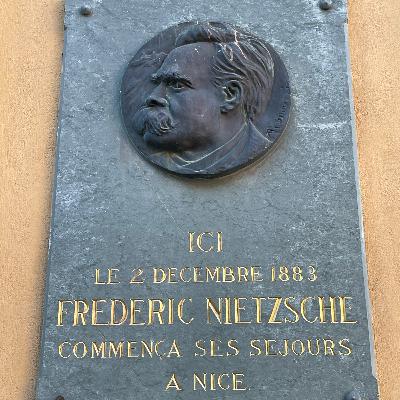 ICI
LE 2 DECEMBRE 1883
FREDERIC NIETZSCHE
COMMENÇA SES SEJOURS
A NICE.